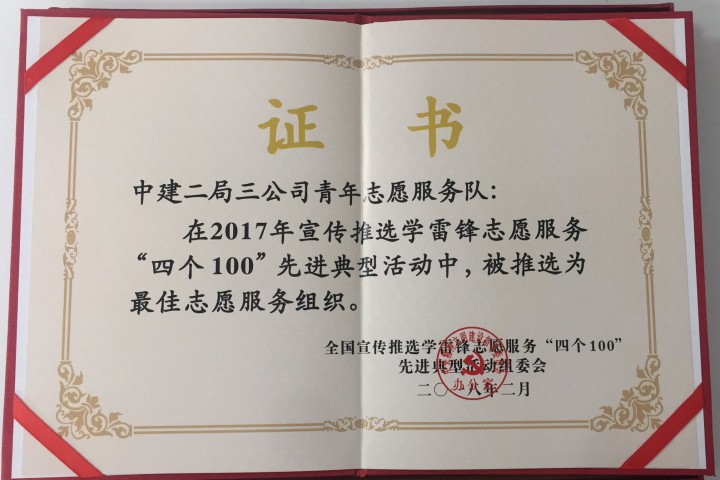 证书
中建二局三公司青年志愿服务队：
在2017年宣传推选学雷锋志愿服务
“四个100”先进典型活动中，被推选为
最佳志愿服务组织。
全国宣传推选学雷锋志愿服务“四个100”
先进典型活动组委会
办公室
二〇一八年二月